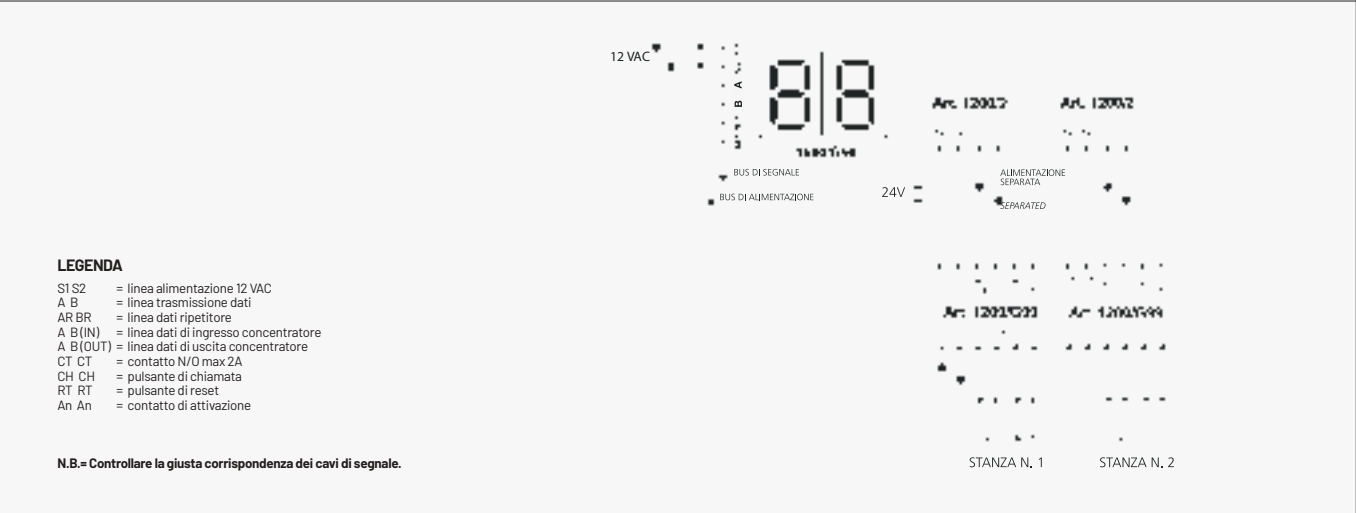 12 VAC
A
B
88
BUS DI SEGNALE
BUS DI ALIMENTAZIONE
24V
ALIMENTAZIONE
SEPARATA
SEPARATED
LEGENDA
S1 S2 = linea alimentazione 12 VAC
A B = linea trasmissione dati
AR BR = linea dati ripetitore
A B (IN) = linea dati di ingresso concentratore
A B (OUT) = linea dati di uscita concentratore
CT CT = contatto N/O max 2A
CH CH = pulsante di chiamata
RT RT = pulsante di reset
An An = contatto di attivazione
N.B.= Controllare la giusta corrispondenza dei cavi di segnale.
STANZA N. 1
STANZA N. 2